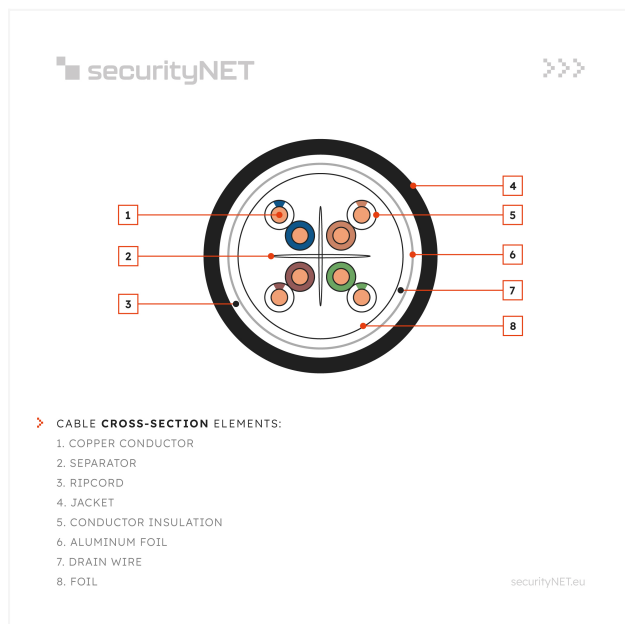 securityNET
4
1
5
2
6
7
3
8
CABLE CROSS-SECTION ELEMENTS:
1. COPPER CONDUCTOR
2. SEPARATOR
3. RIPCORD
4. JACKET
5. CONDUCTOR INSULATION
6. ALUMINUM FOIL
7. DRAIN WIRE
8. FOIL
securityNET.eu